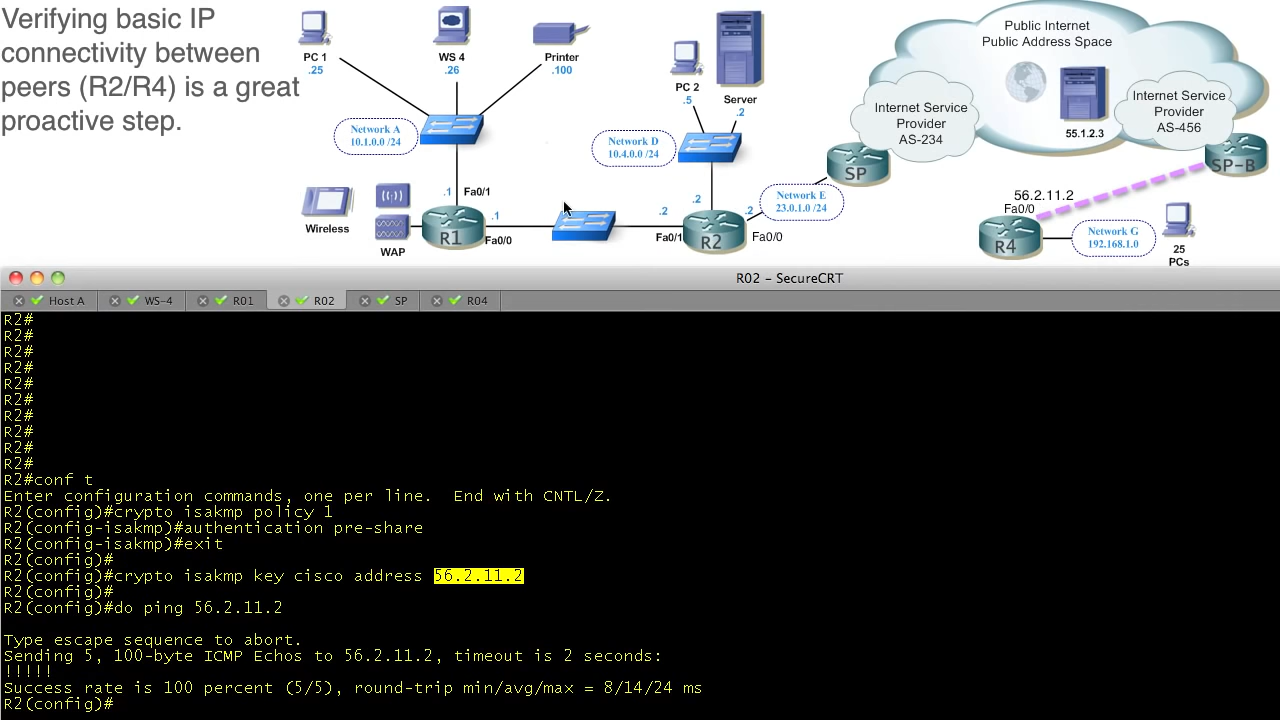 Verifying basic IP
connectivity between
peers (R2/R4) is a great
proactive step.
PC 1
.25
WS 4
.26
Printer
.100
Network A
10.1.0.0 /24
.1
Fa0/1
Wireless
WAP
R1
.1
Fa0/0
PC 2
.5
Server
.2
Network D
10.4.0.0 /24
.2
.2
Fa0/1
R2
.2
Fa0/0
Network E
23.0.1.0 /24
SP
Internet Service
Provider
AS-234
Public Internet
Public Address Space
55.1.2.3
Internet Service
Provider
AS-456
SP-B
56.2.11.2
Fa0/0
R4
Network G
192.168.1.0
25
PCs
R02 – SecureCRT
Host A
WS-4
R01
R02
SP
R04
R2#
R2#
R2#
R2#
R2#
R2#
R2#
R2#
R2#
R2#
R2#conf t
Enter configuration commands, one per line.  End with CNTL/Z.
R2(config)#crypto isakmp policy 1
R2(config-isakmp)#authentication pre-share
R2(config-isakmp)#exit
R2(config)#
R2(config)#crypto isakmp key cisco address 56.2.11.2
R2(config)#
R2(config)#do ping 56.2.11.2
Type escape sequence to abort.
Sending 5, 100-byte ICMP Echos to 56.2.11.2, timeout is 2 seconds:
!!!!!
Success rate is 100 percent (5/5), round-trip min/avg/max = 8/14/24 ms
R2(config)#